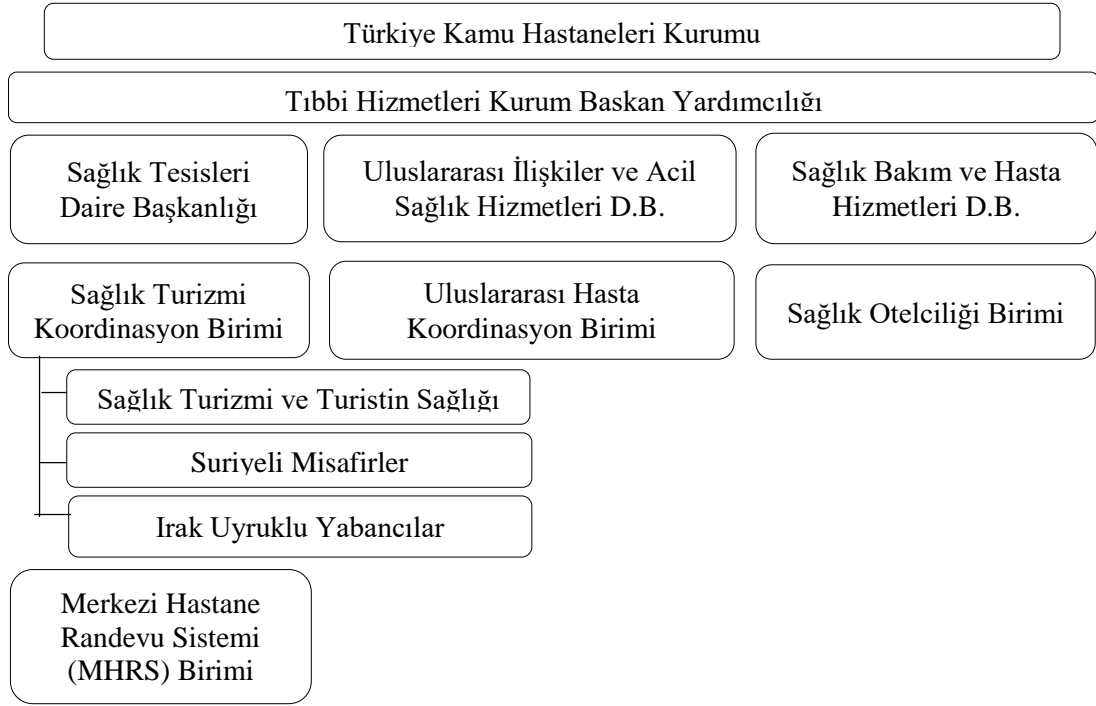 Türkiye Kamu Hastaneleri Kurumu
Tıbbi Hizmetleri Kurum Baskan Yardımcılığı
Sağlık Tesisleri
Daire Başkanlığı
Uluslararası İlişkiler ve Acil
Sağlık Hizmetleri D.B.
Sağlık Bakım ve Hasta
Hizmetleri D.B.
Sağlık Turizmi
Koordinasyon Birimi
Uluslararası Hasta
Koordinasyon Birimi
Sağlık Otelciliği Birimi
Sağlık Turizmi ve Turistin Sağlığı
Suriyeli Misafirler
Irak Uyruklu Yabancılar
Merkezi Hastane
Randevu Sistemi
(MHRS) Birimi